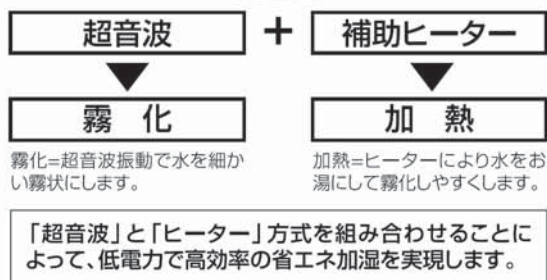 超音波 + 補助ヒーター
霧 化
加 熱
霧化=超音波振動で水を細か
い霧状にします。
加熱=ヒーターにより水をお
湯にして霧化しやすくします。
「超音波」と「ヒーター」方式を組み合わせることに
よって、低電力で高効率の省エネ加湿を実現します。